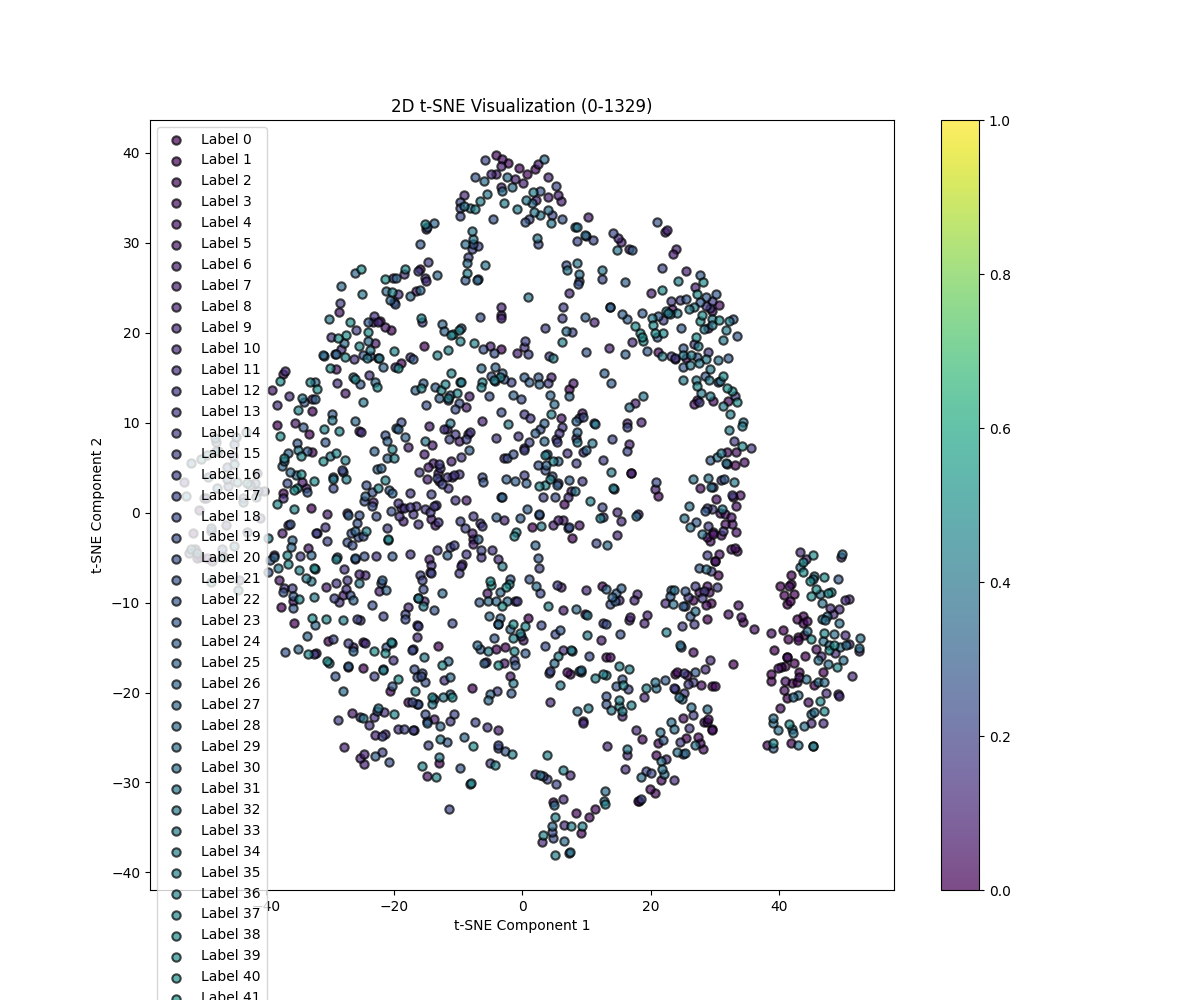 2D t-SNE Visualization (0-1329)
40
30
20
10
0
−10
−20
−30
−40
t-SNE Component 2
Label 0
Label 1
Label 2
Label 3
Label 4
Label 5
Label 6
Label 7
Label 8
Label 9
Label 10
Label 11
Label 12
Label 13
Label 14
Label 15
Label 16
Label 17
Label 18
Label 19
Label 20
Label 21
Label 22
Label 23
Label 24
Label 25
Label 26
Label 27
Label 28
Label 29
Label 30
Label 31
Label 32
Label 33
Label 34
Label 35
Label 36
Label 37
Label 38
Label 39
Label 40
Label 41
−40 −20 0 20 40
t-SNE Component 1
1.0
0.8
0.6
0.4
0.2
0.0